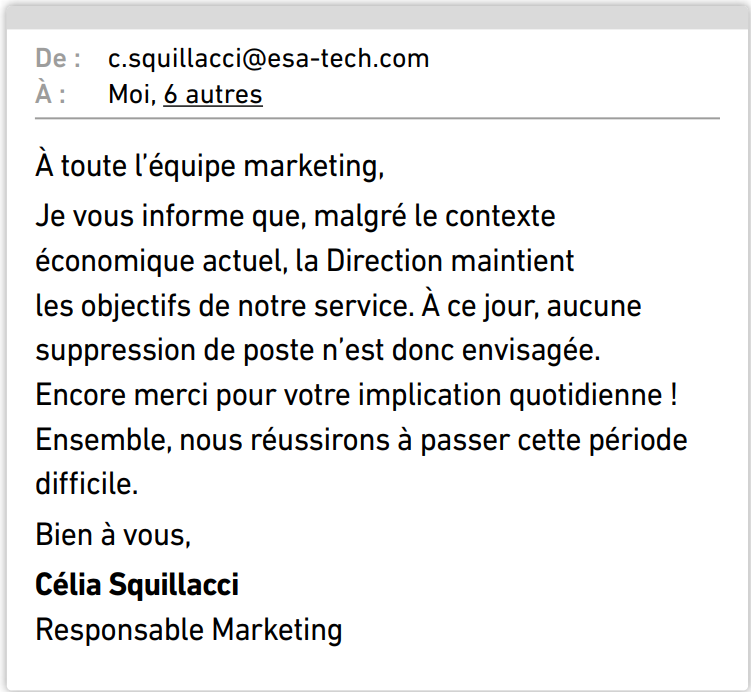 De : c.squillacci@esa-tech.com
À : Moi, 6 autres
À toute l’équipe marketing,
Je vous informe que, malgré le contexte
économique actuel, la Direction maintient
les objectifs de notre service. À ce jour, aucune
suppression de poste n’est donc envisagée.
Encore merci pour votre implication quotidienne !
Ensemble, nous réussirons à passer cette période
difficile.
Bien à vous,
Célia Squillacci
Responsable Marketing